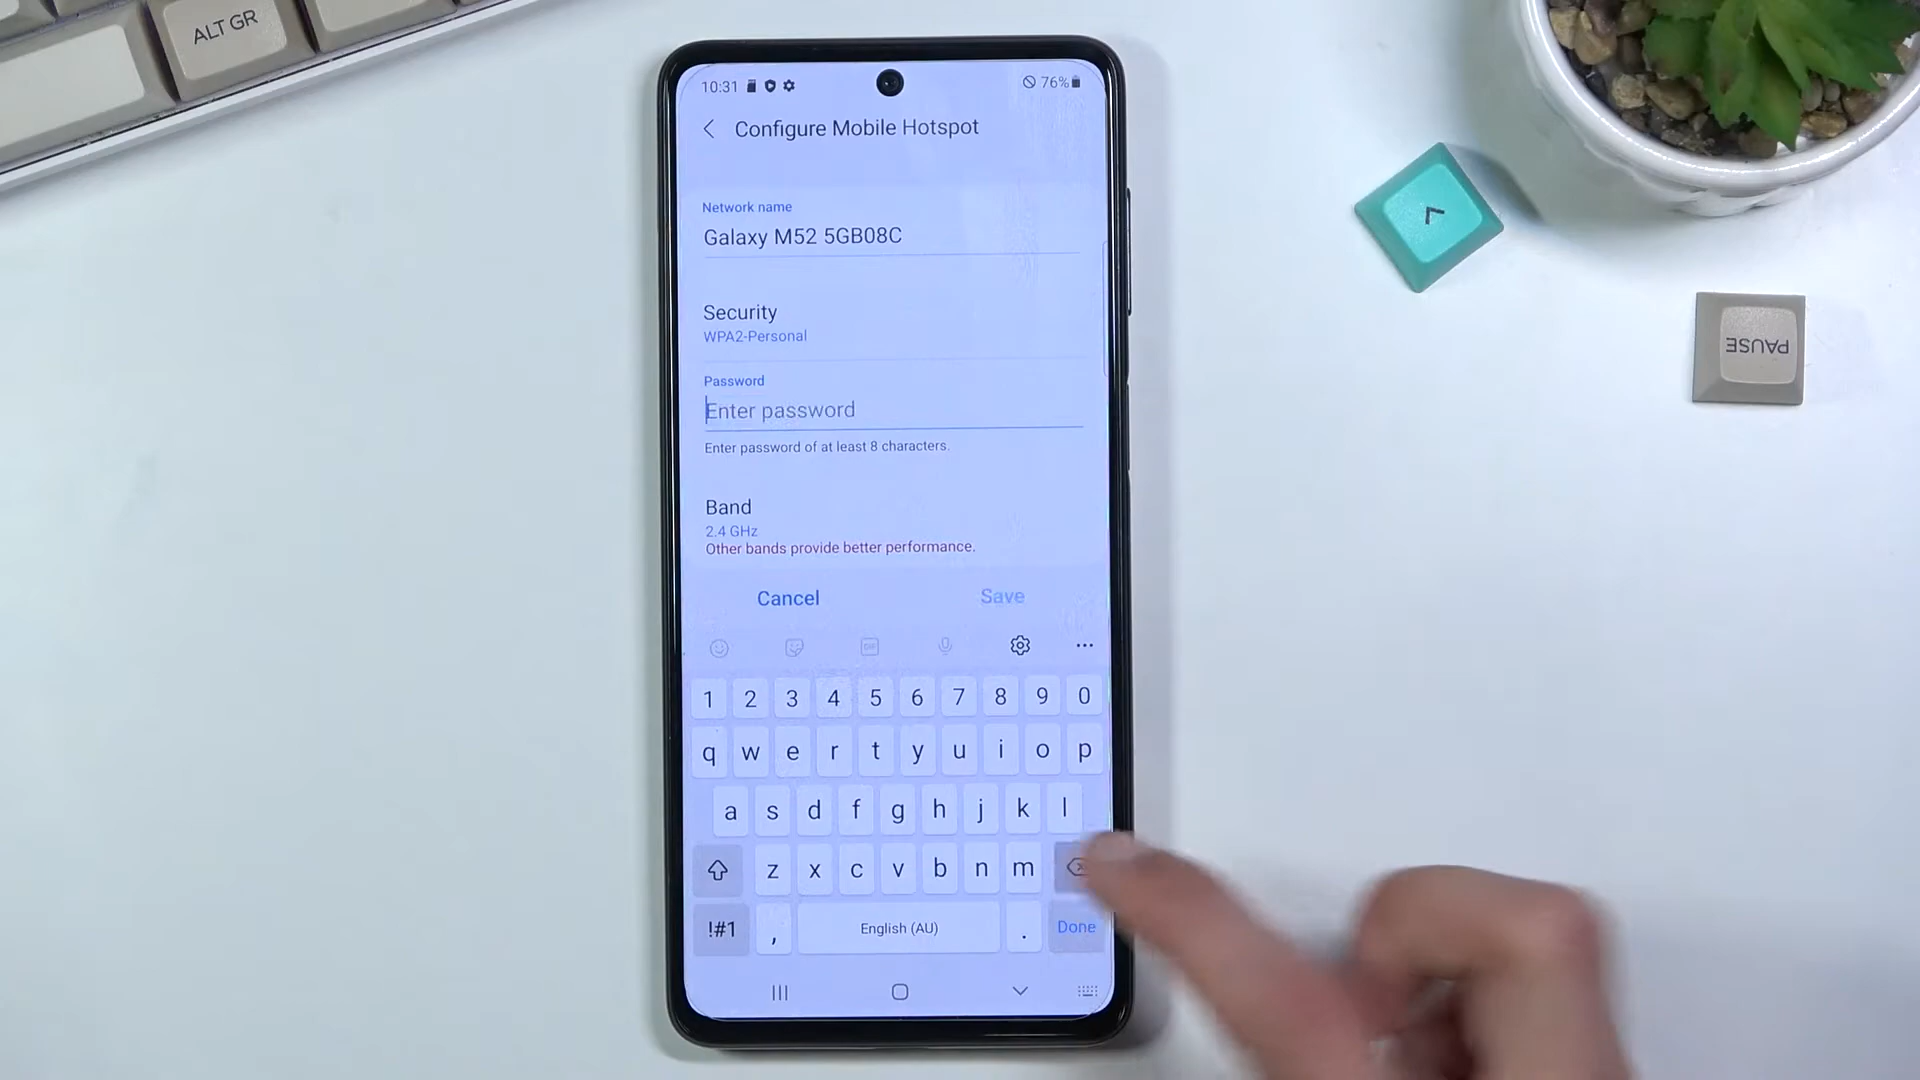 ALT GR
10:31 76%
Configure Mobile Hotspot
Network name
Galaxy M52 5GB08C
Security
WPA2-Personal
Password
Enter password
Enter password of at least 8 characters.
Band
2.4 GHz
Other bands provide better performance.
Cancel Save
GIF
1 2 3 4 5 6 7 8 9 0
q w e r t y u i o p
a s d f g h j k l
z x c v b n m
!#1 , English (AU) . Done
PAUSE